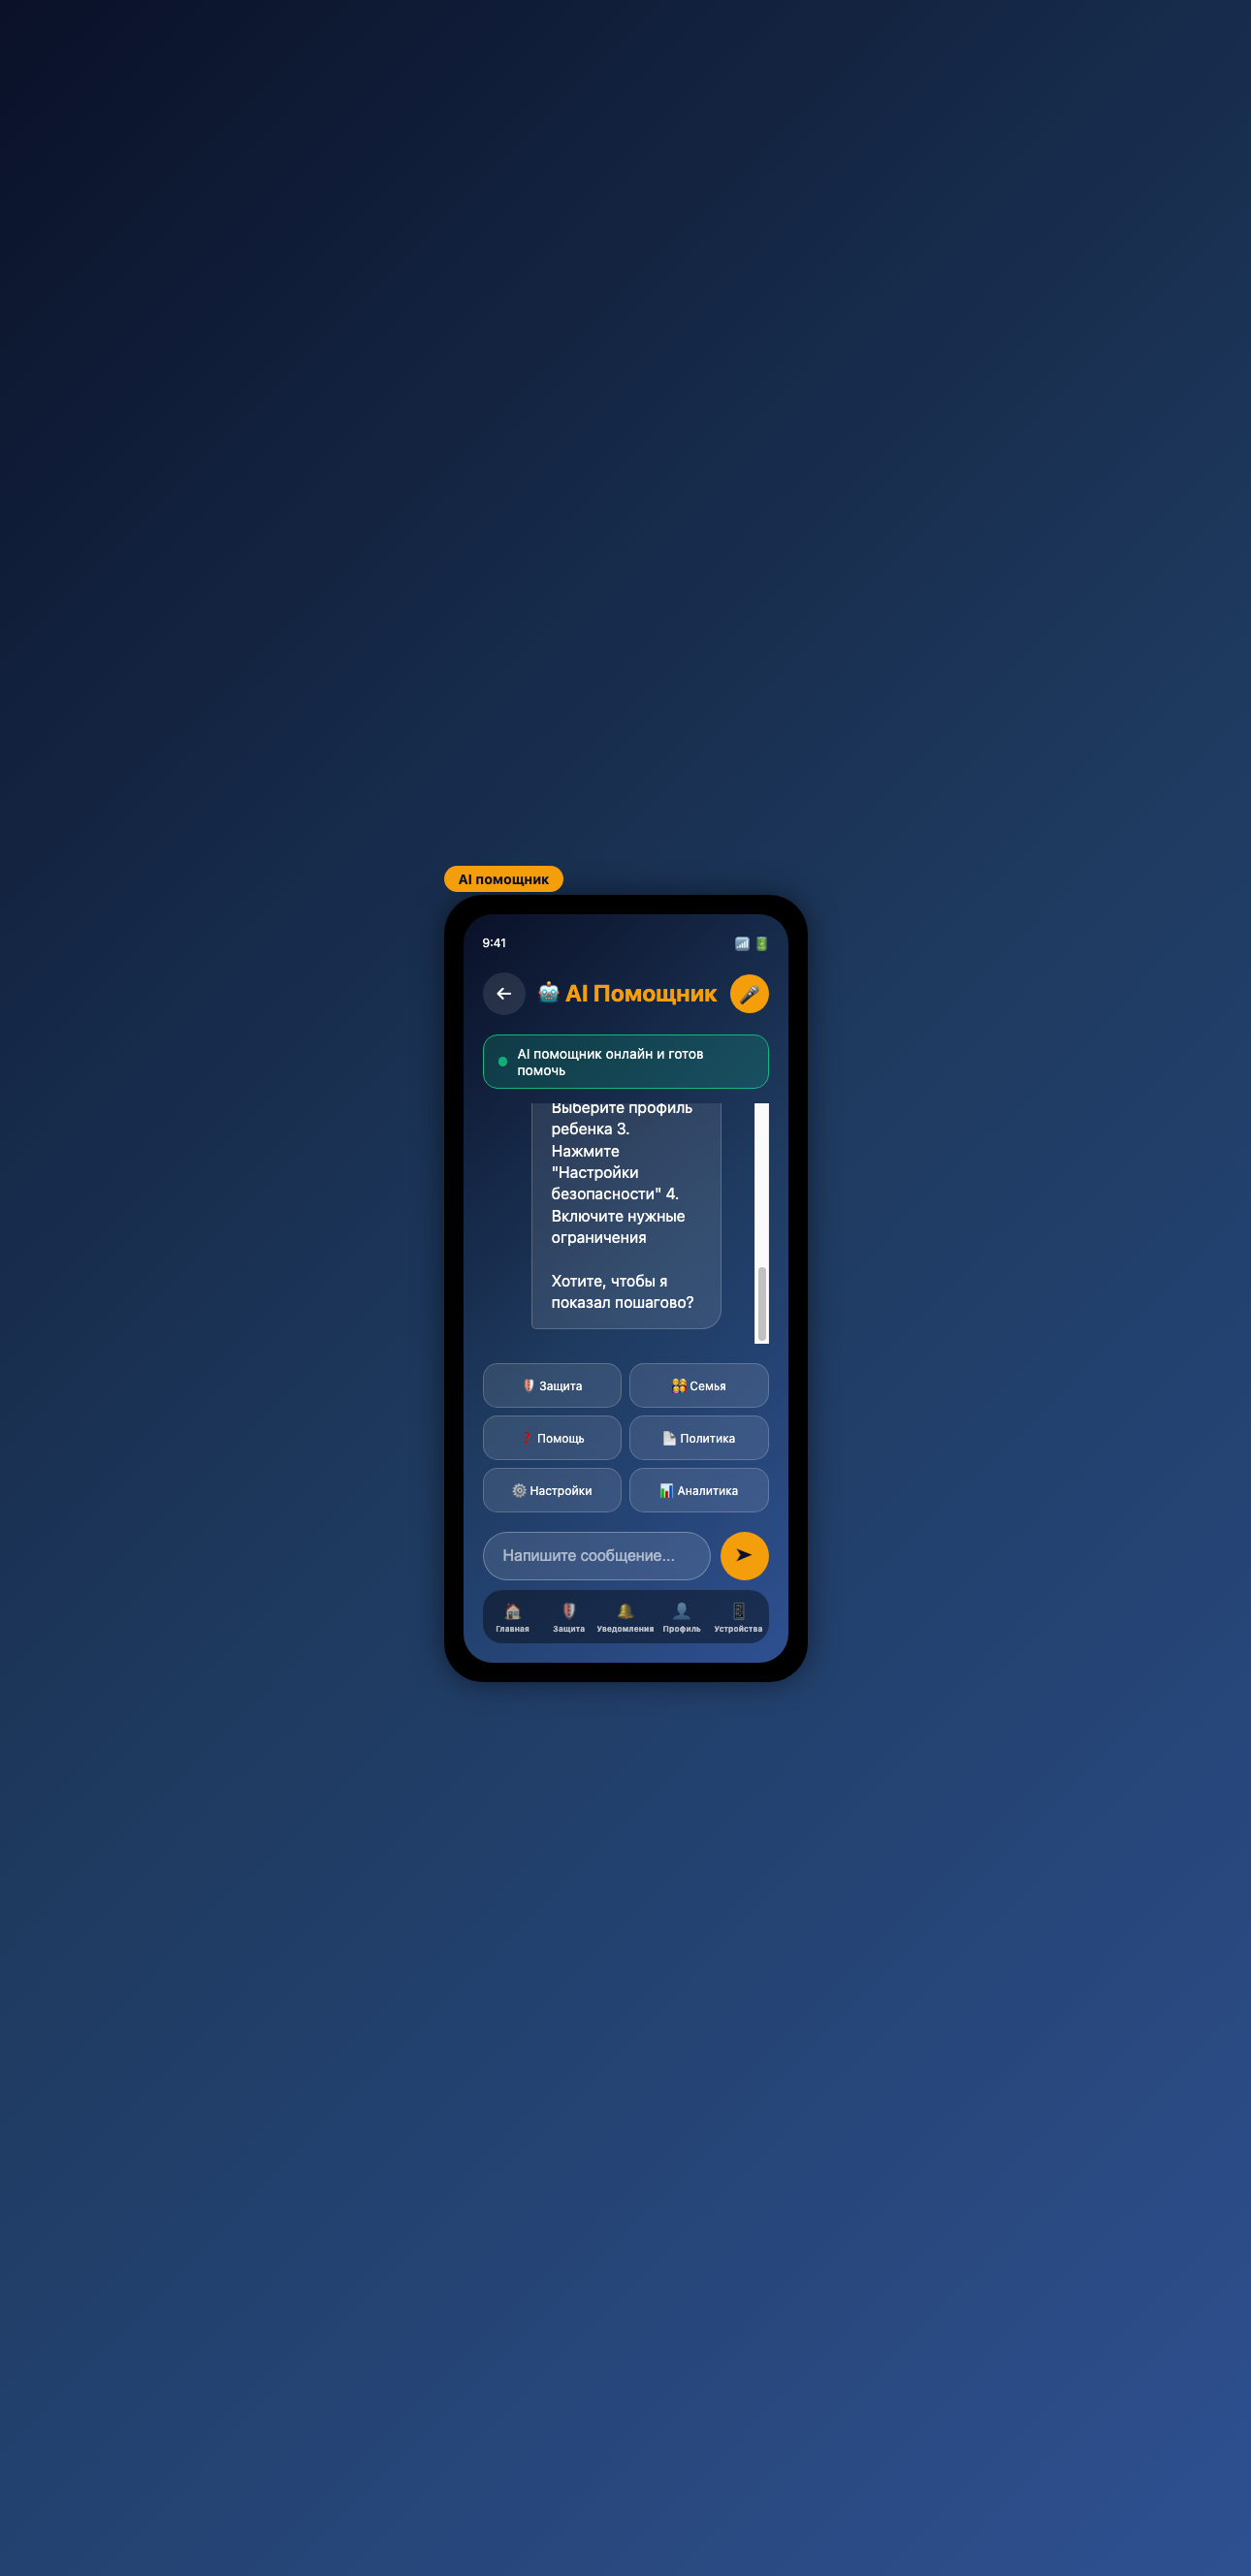 AI помощник
9:41
AI Помощник
AI помощник онлайн и готов
помочь
Выберите профиль
ребенка 3.
Нажмите
"Настройки
безопасности" 4.
Включите нужные
ограничения
Хотите, чтобы я
показал пошагово?
Защита
Семья
Помощь
Политика
Настройки
Аналитика
Напишите сообщение...
Главная
Защита
Уведомления
Профиль
Устройства